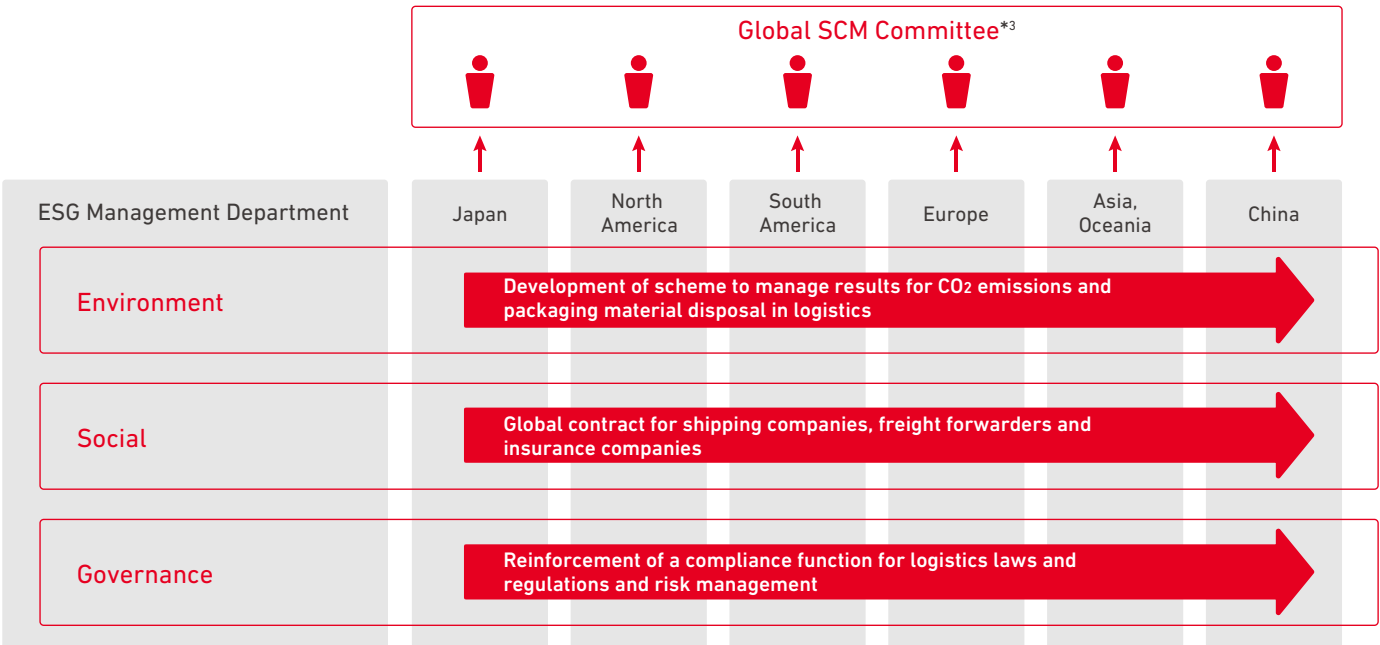 Global SCM Committee*3
ESG Management Department
Japan
North
America
South
America
Europe
Asia,
Oceania
China
Environment
Development of scheme to manage results for CO2 emissions and
packaging material disposal in logistics
Social
Global contract for shipping companies, freight forwarders and
insurance companies
Governance
Reinforcement of a compliance function for logistics laws and
regulations and risk management